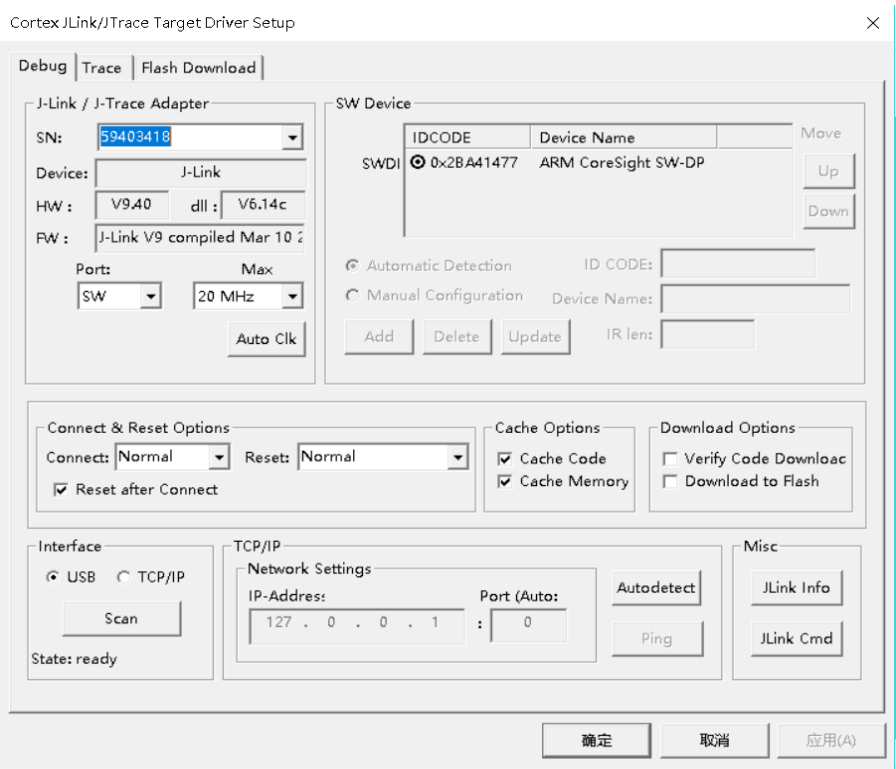 Cortex JLink/JTrace Target Driver Setup
Debug Trace Flash Download
J-Link / J-Trace Adapter
SN: 59403418
Device: J-Link
HW : V9.40 dll : V6.14c
FW : J-Link V9 compiled Mar 10 2
Port: Max
SW 20 MHz
Auto Clk
SW Device
IDCODE Device Name
SWDI 0x2BA41477 ARM CoreSight SW-DP
Move
Up
Down
Automatic Detection ID CODE:
Manual Configuration Device Name:
Add Delete Update IR len:
Connect & Reset Options
Connect: Normal Reset: Normal
Reset after Connect
Cache Options
Cache Code
Cache Memory
Download Options
Verify Code Downloac
Download to Flash
Interface
USB TCP/IP
Scan
State: ready
TCP/IP
Network Settings
IP-Address Port (Auto:
127 . 0 . 0 . 1 : 0
Autodetect
Ping
Misc
JLink Info
JLink Cmd
确定 取消 应用(A)